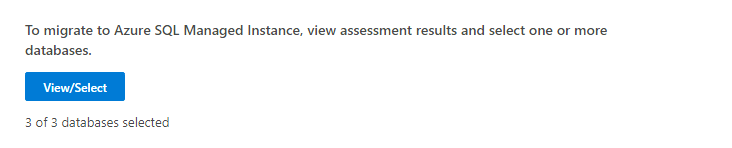 To migrate to Azure SQL Managed Instance, view assessment results and select one or more
databases.
View/Select
3 of 3 databases selected